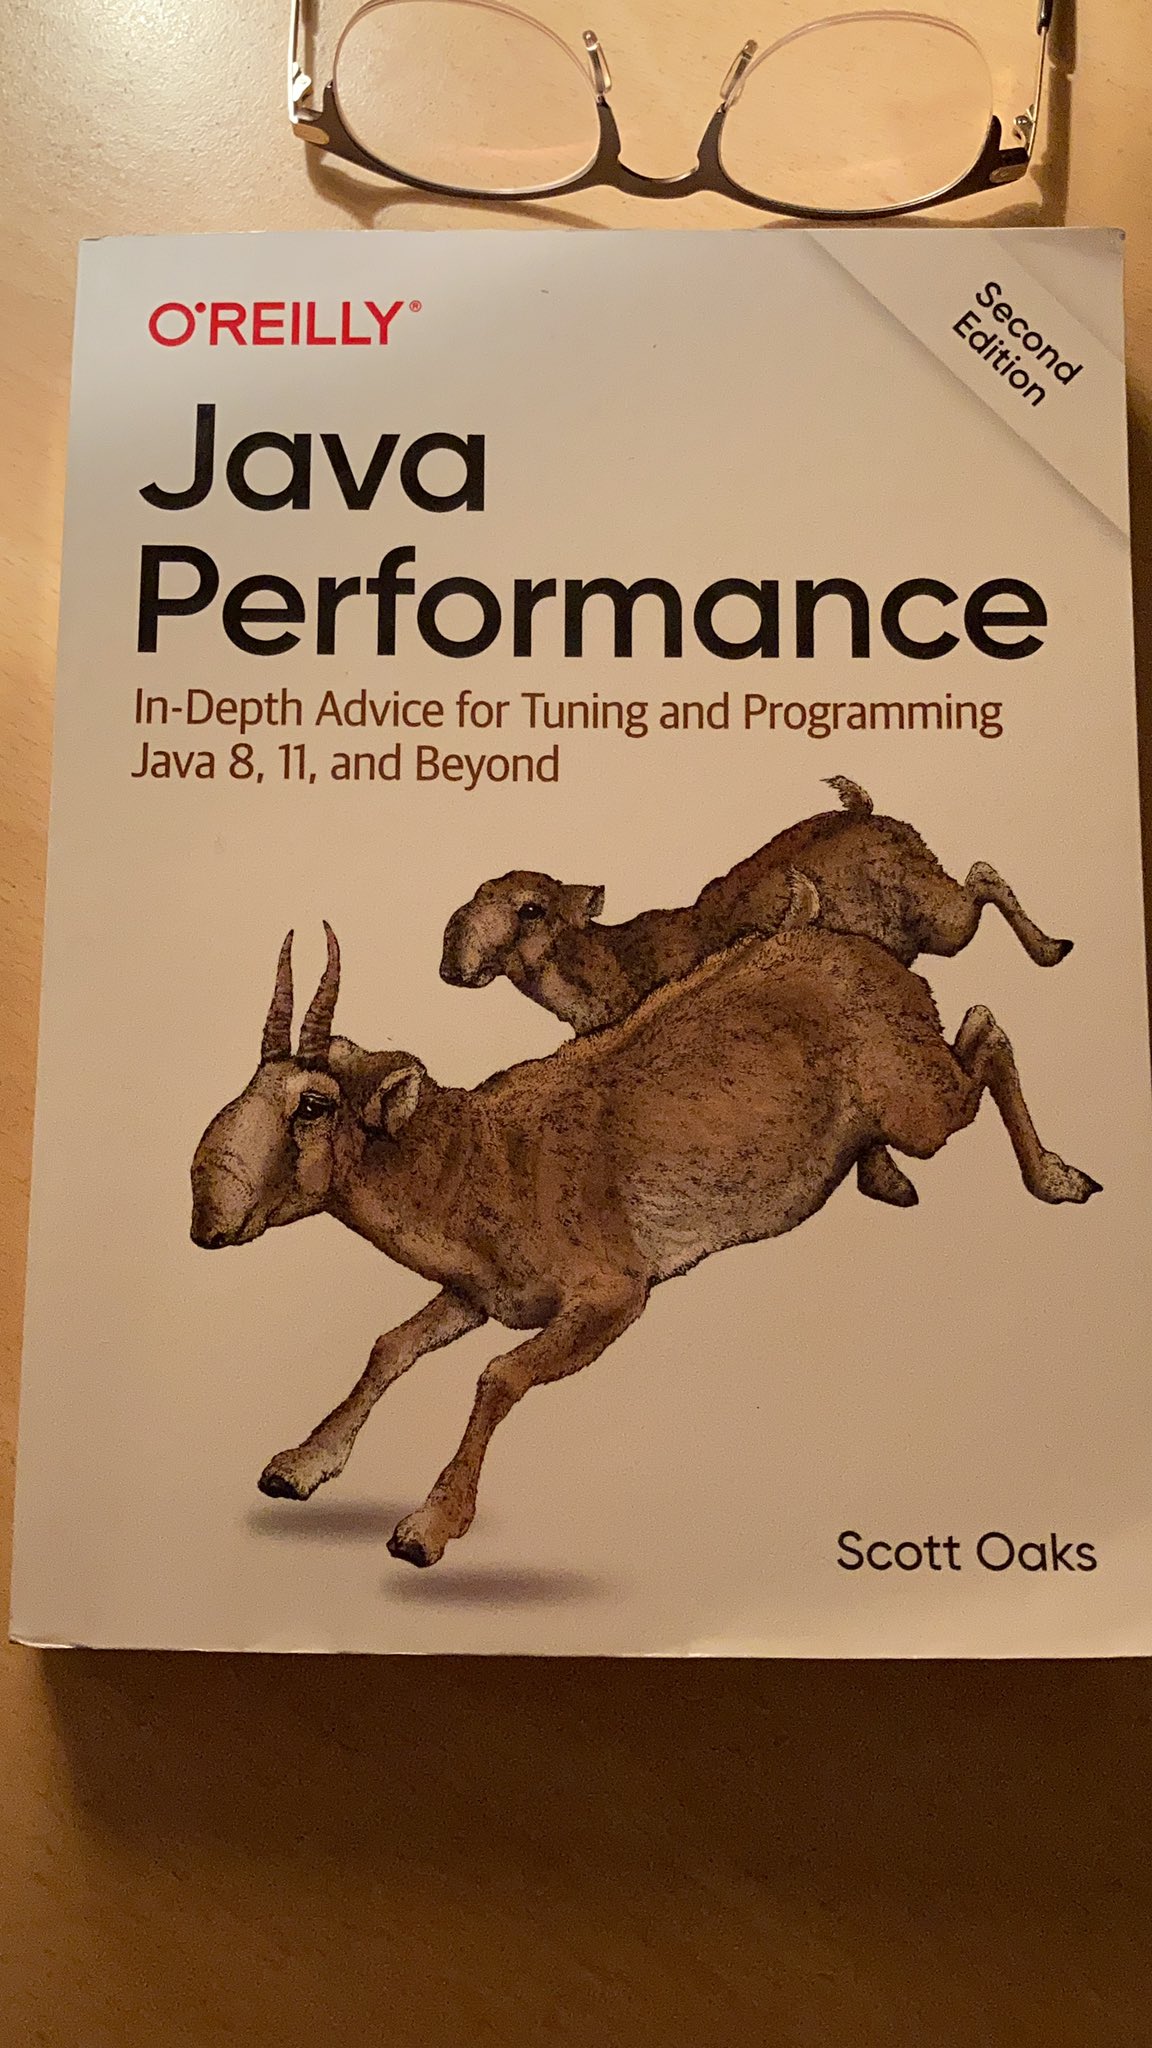 O'REILLY®
Second
Edition
Java
Performance
In-Depth Advice for Tuning and Programming
Java 8, 11, and Beyond
Scott Oaks